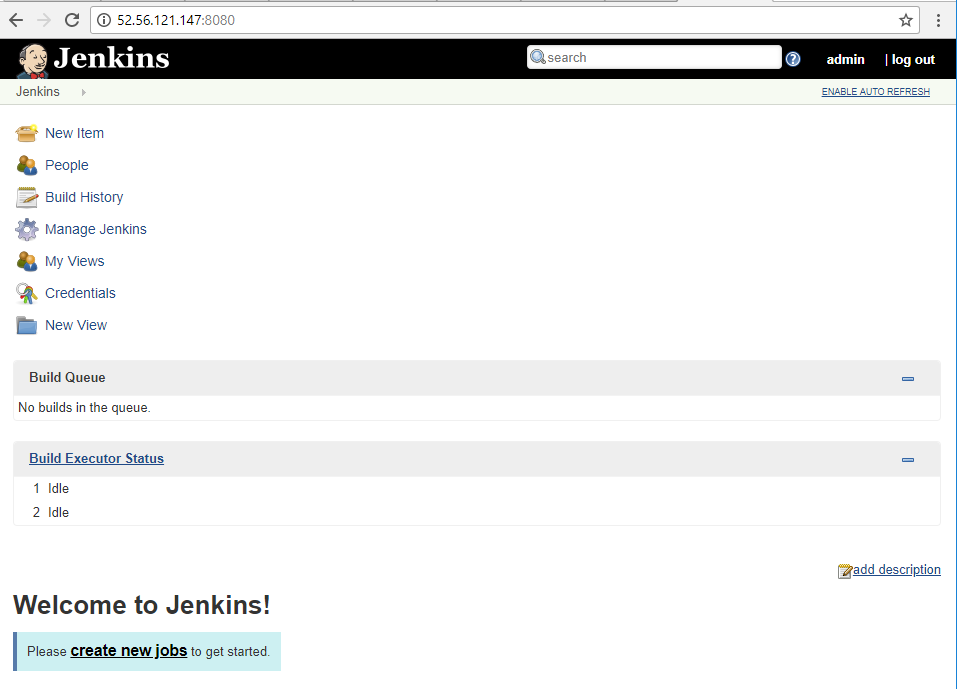 52.56.121.147:8080
Jenkins
search
admin
| log out
Jenkins
ENABLE AUTO REFRESH
New Item
People
Build History
Manage Jenkins
My Views
Credentials
New View
Build Queue
No builds in the queue.
Build Executor Status
1 Idle
2 Idle
add description
Welcome to Jenkins!
Please create new jobs to get started.